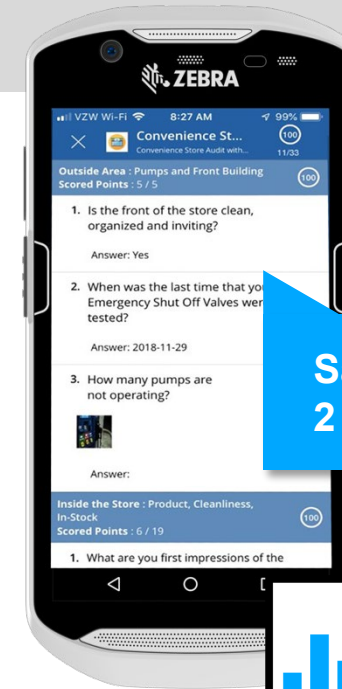 ZEBRA
VZW Wi-Fi 8:27 AM 99%
Convenience St... 100
Convenience Store Audit with... 11/33
Outside Area : Pumps and Front Building
Scored Points : 5 / 5 100
1. Is the front of the store clean,
organized and inviting?
Answer: Yes
2. When was the last time that
Emergency Shut Off Valves
tested?
Answer: 2018-11-29
3. How many pumps are
not operating?
Answer:
Inside the Store : Product, Cleanliness,
In-Stock 100
Scored Points : 6 / 19
1. What are you first impressions of the
2